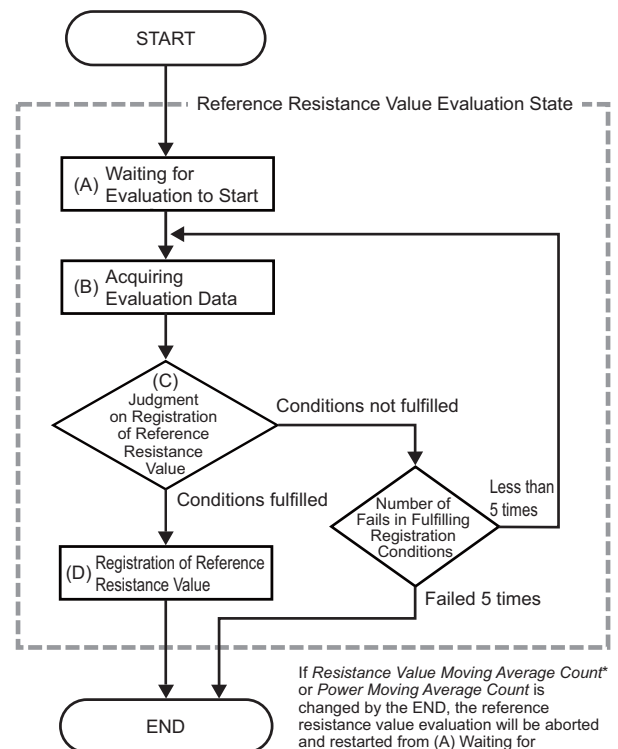 START
Reference Resistance Value Evaluation State
(A) Waiting for
Evaluation to Start
(B) Acquiring
Evaluation Data
(C)
Judgment
on Registration
of Reference
Resistance
Value
Conditions not fulfilled
Conditions fulfilled
Number of
Fails in Fulfilling
Registration
Conditions
Less than
5 times
(D) Registration of Reference
Resistance Value
Failed 5 times
END
If Resistance Value Moving Average Count*
or Power Moving Average Count is
changed by the END, the reference
resistance value evaluation will be aborted
and restarted from (A) Waiting for